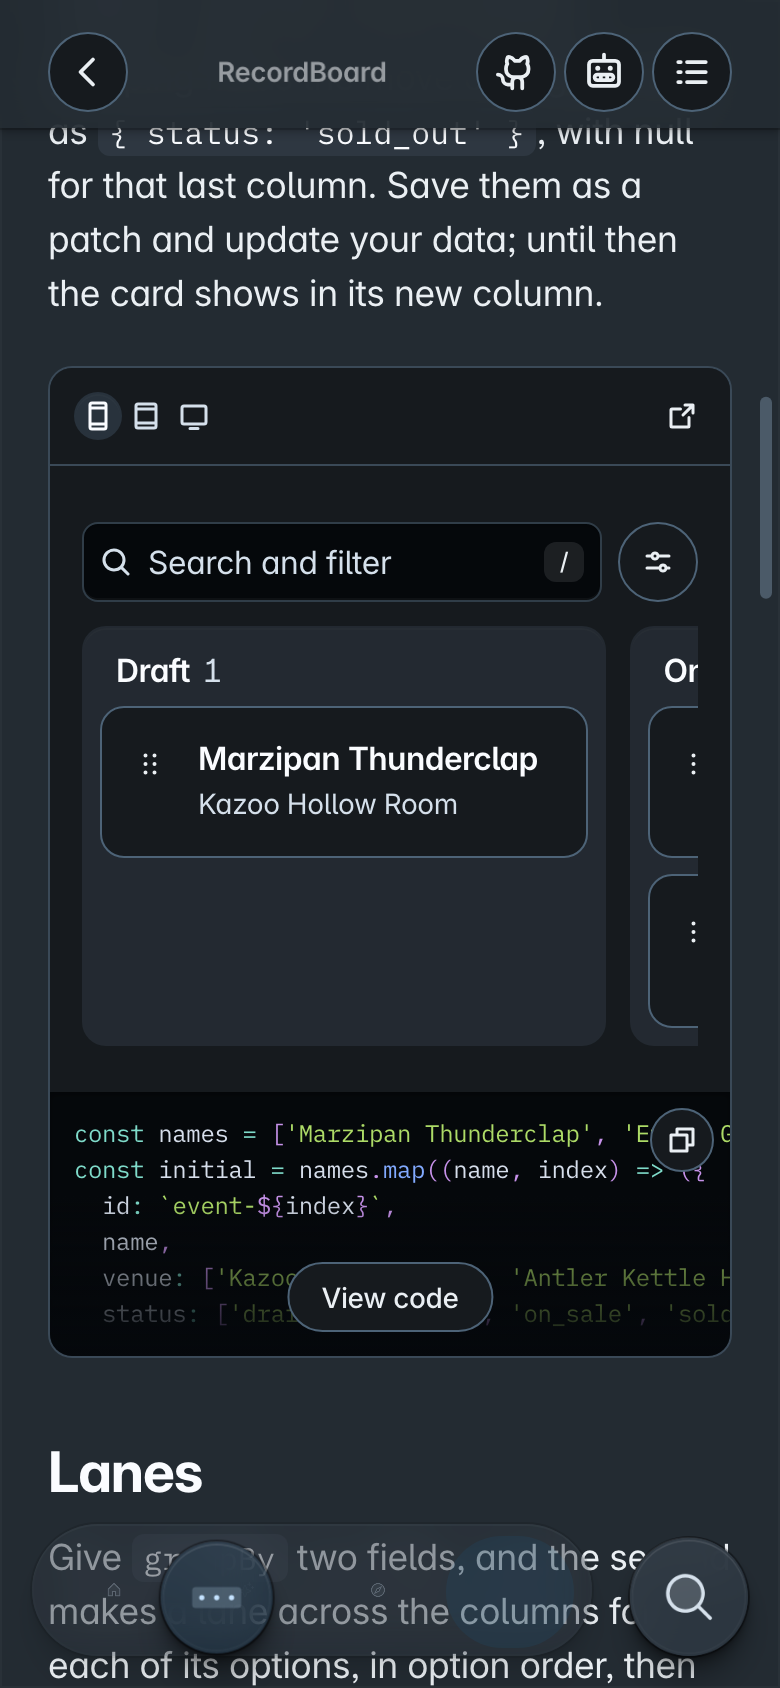 RecordBoard
as { status: 'sold_out' }, with null
for that last column. Save them as a
patch and update your data; until then
the card shows in its new column.
Search and filter /
Draft 1
Marzipan Thunderclap
Kazoo Hollow Room
const names = ['Marzipan Thunderclap',
const initial = names.map((name, index) => ({
id: `event-${index}`,
name,
venue: ['Kazoo 'Antler Kettle
status: ['on_sale', 'sold
View code
Lanes
Give two fields, and the
makes a lane across the columns
each of its options, in option order, then